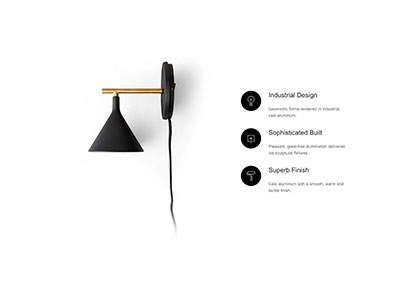 Industrial Design
Geometric forms rendered in industrial,
cast aluminum.
Sophisticated Built
Pleasant, glare-free illumination delivered
via sculptural fixtures.
Superb Finish
Cast aluminum with a smooth, warm and
tactile finish.